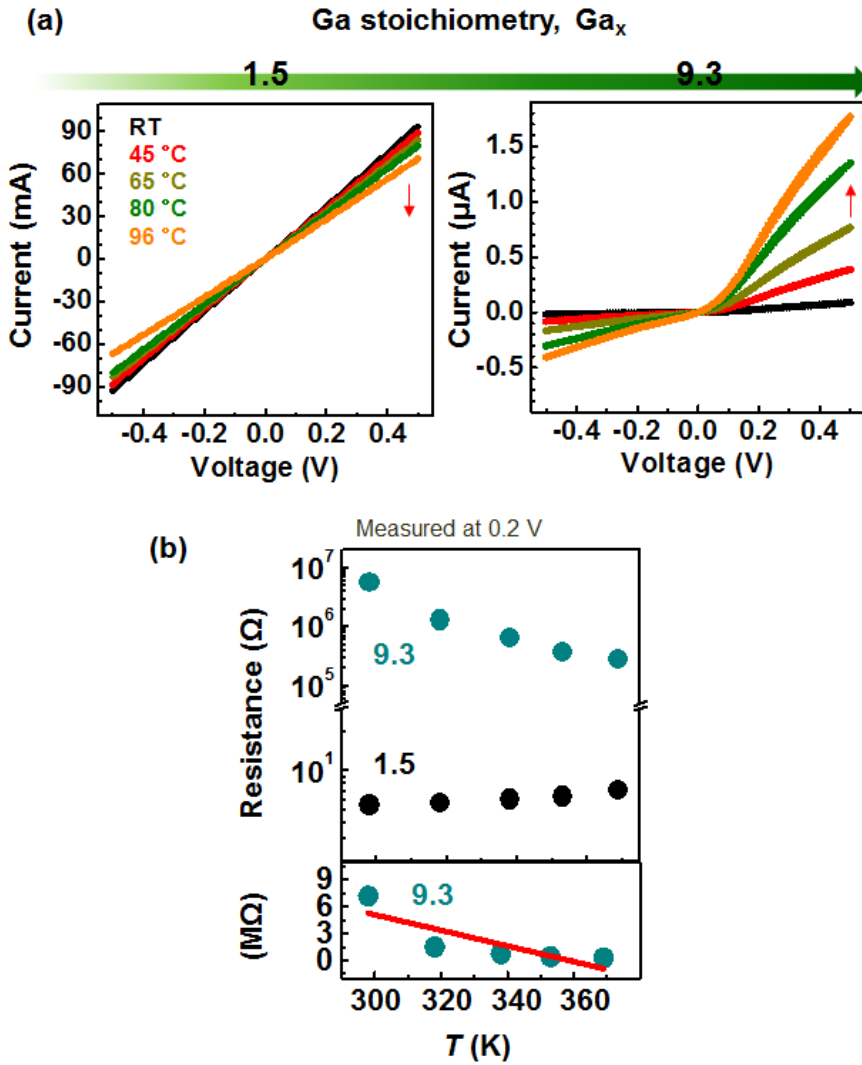 (a) Ga stoichiometry, Gaₓ
1.5 9.3
90
60
30
0
-30
-60
-90
Current (mA)
RT
45 °C
65 °C
80 °C
96 °C
-0.4 -0.2 0.0 0.2 0.4
Voltage (V)
1.5
1.0
0.5
0.0
-0.5
Current (µA)
-0.4 -0.2 0.0 0.2 0.4
Voltage (V)
(b) Measured at 0.2 V
10⁷
10⁶
10⁵
10¹
Resistance (Ω)
9.3
1.5
9
6
3
0
(MΩ)
9.3
300 320 340 360
T (K)